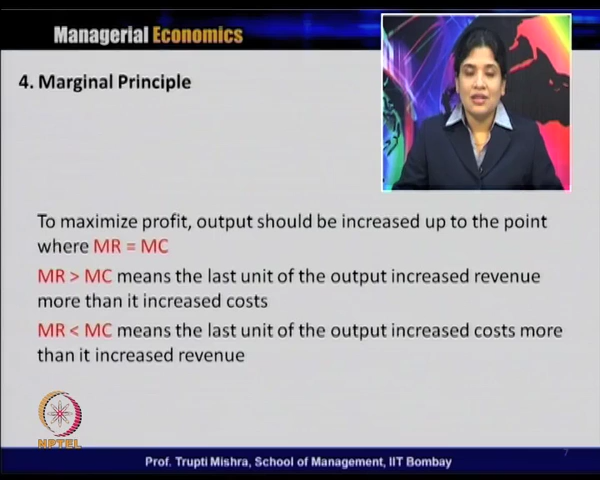 Managerial Economics
4. Marginal Principle
To maximize profit, output should be increased up to the point
where MR = MC
MR > MC means the last unit of the output increased revenue
more than it increased costs
MR < MC means the last unit of the output increased costs more
than it increased revenue
NPTEL
Prof. Trupti Mishra, School of Management, IIT Bombay
7